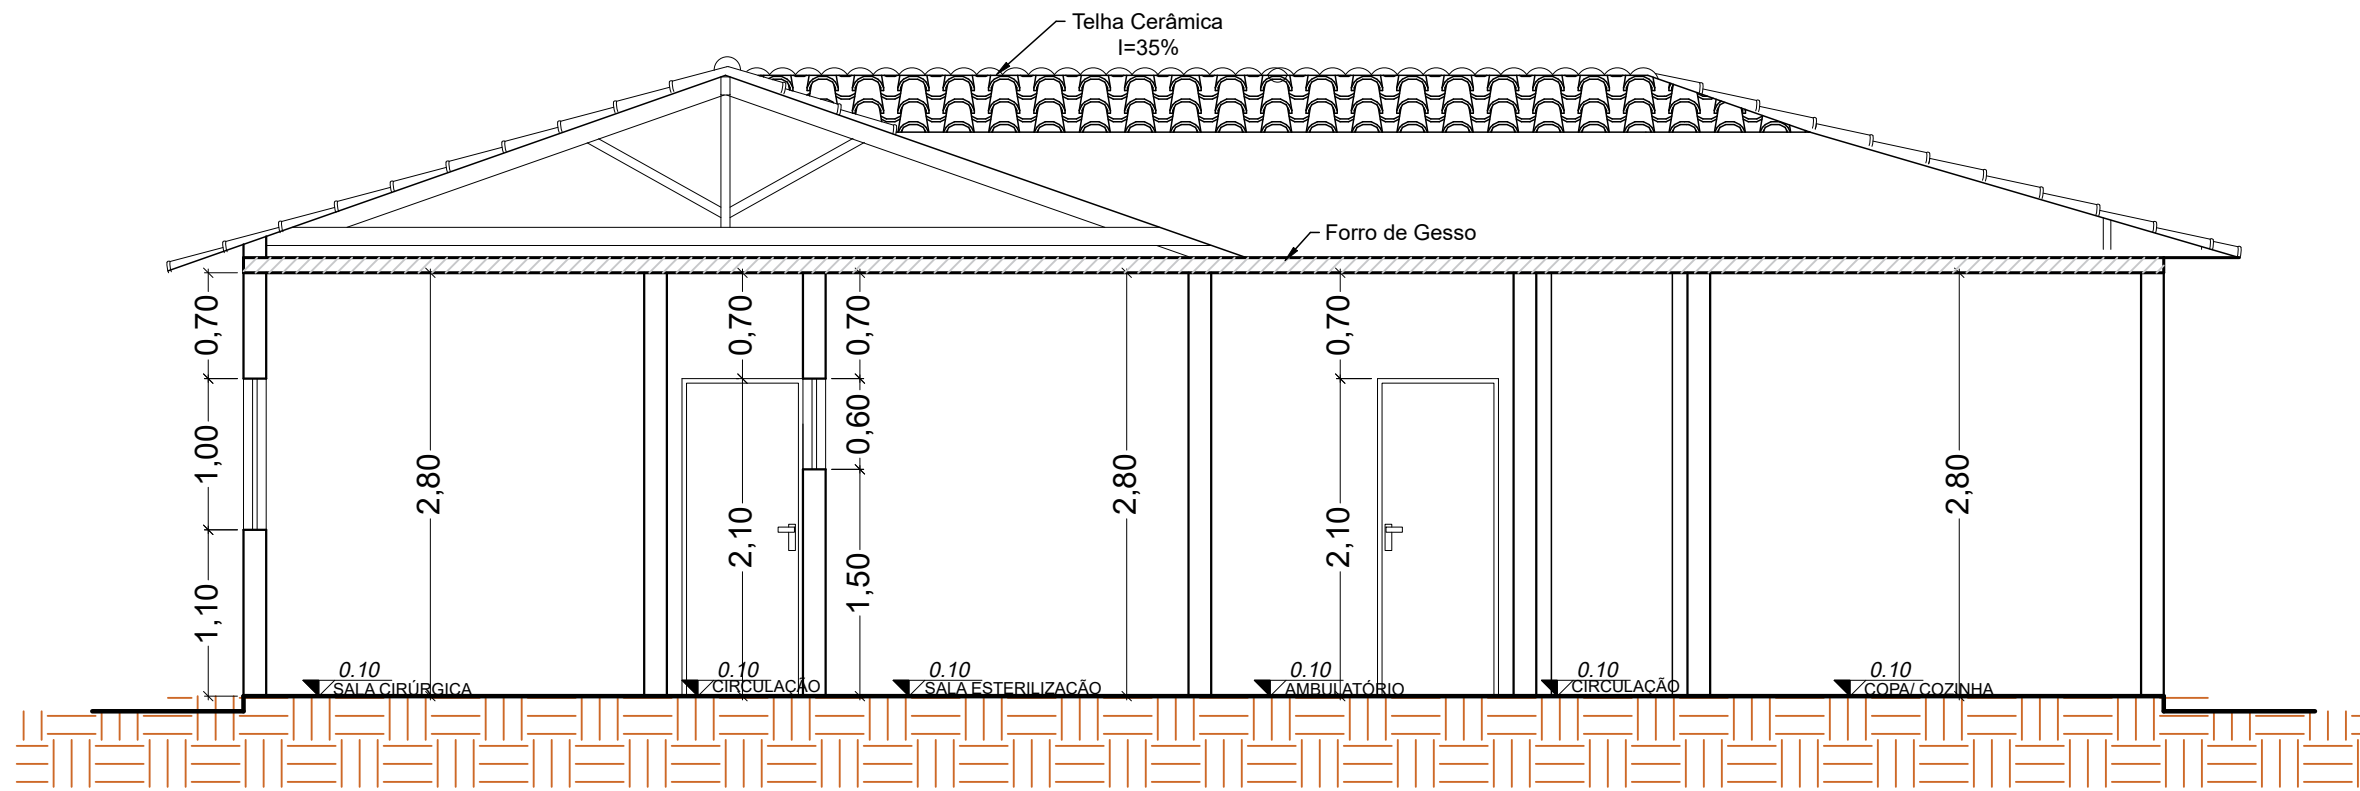 Telha Cerâmica
I=35%
Forro de Gesso
0,70
1,00
1,10
2,80
0,70
2,10
0,70
0,60
1,50
2,80
0,70
2,10
2,80
0.10
SALA CIRÚRGICA
0.10
CIRCULAÇÃO
0.10
SALA ESTERILIZACÃO
0.10
AMBULATÓRIO
0.10
CIRCULAÇÃO
0.10
COPA/ COZINHA